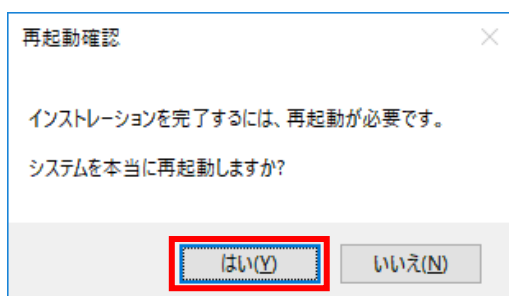 再起動確認
インストレーションを完了するには、再起動が必要です。
システムを本当に再起動しますか?
はい(Y)
いいえ(N)